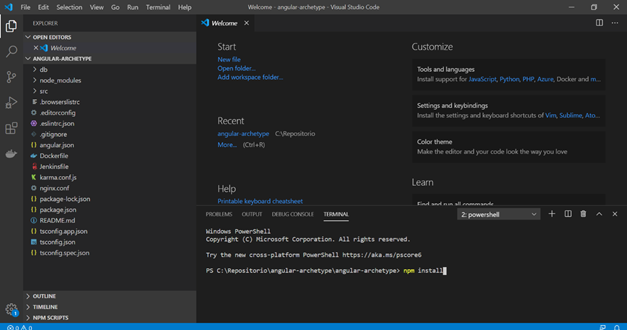 File Edit Selection View Go Run Terminal Help
Welcome - angular-archetype - Visual Studio Code
EXPLORER
OPEN EDITORS
Welcome
ANGULAR-ARCHETYPE
db
node_modules
src
.browserslistrc
.editorconfig
.eslintrc.json
.gitignore
angular.json
Dockerfile
Jenkinsfile
karma.conf.js
nginx.conf
package-lock.json
package.json
README.md
tsconfig.app.json
tsconfig.json
tsconfig.spec.json
OUTLINE
TIMELINE
NPM SCRIPTS
1
0 0
Welcome
Start
New file
Open folder...
Add workspace folder...
Recent
angular-archetype C:\Repositorio
More... (Ctrl+R)
Help
Printable keyboard cheatsheet
Customize
Tools and languages
Install support for JavaScript, Python, PHP, Azure, Docker and m...
Settings and keybindings
Install the settings and keyboard shortcuts of Vim, Sublime, Ato...
Color theme
Make the editor and your code look the way you love
Learn
Find and run all commands
PROBLEMS OUTPUT DEBUG CONSOLE TERMINAL
2: powershell
Windows PowerShell
Copyright (C) Microsoft Corporation. All rights reserved.
Try the new cross-platform PowerShell https://aka.ms/pscore6
PS C:\Repositorio\angular-archetype\angular-archetype> npm install